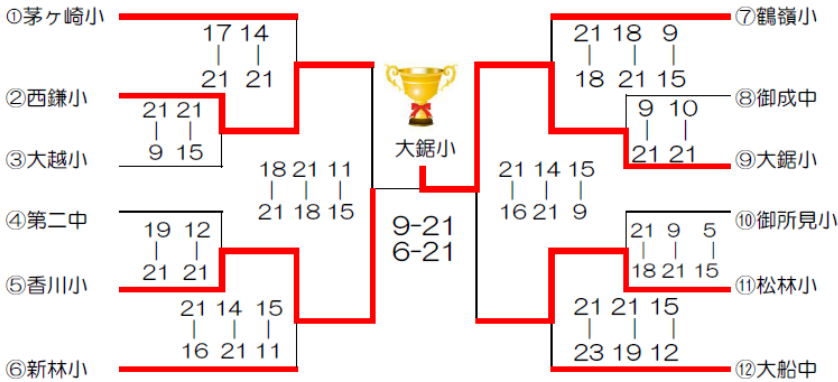 ①茅ヶ崎小
17 14
| |
21 21
②西鎌小
21 21
| |
9 15
③大越小
18 21 11
| | |
21 18 15
④第二中
19 12
| |
21 21
⑤香川小
21 14 15
| | |
16 21 11
⑥新林小
大鋸小
9-21
6-21
⑦鶴嶺小
21 18 9
| | |
18 21 15
⑧御成中
9 10
| |
21 21
⑨大鋸小
21 14 15
| | |
16 21 9
⑩御所見小
21 9 5
| | |
18 21 15
⑪松林小
21 21 15
| | |
23 19 12
⑫大船中